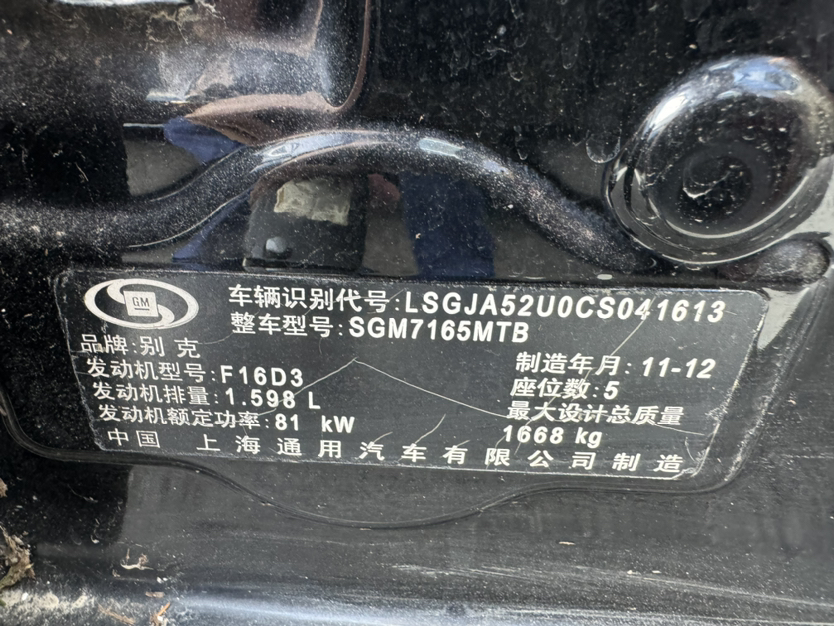 GM
车辆识别代号:LSGJA52U0CS041613
整车型号:SGM7165MTB
品牌:别克
制造年月:11-12
发动机型号:F16D3
座位数:5
发动机排量:1.598 L
最大设计总质量
发动机额定功率:81 kW
1668 kg
中国 上海通用汽车有限公司制造